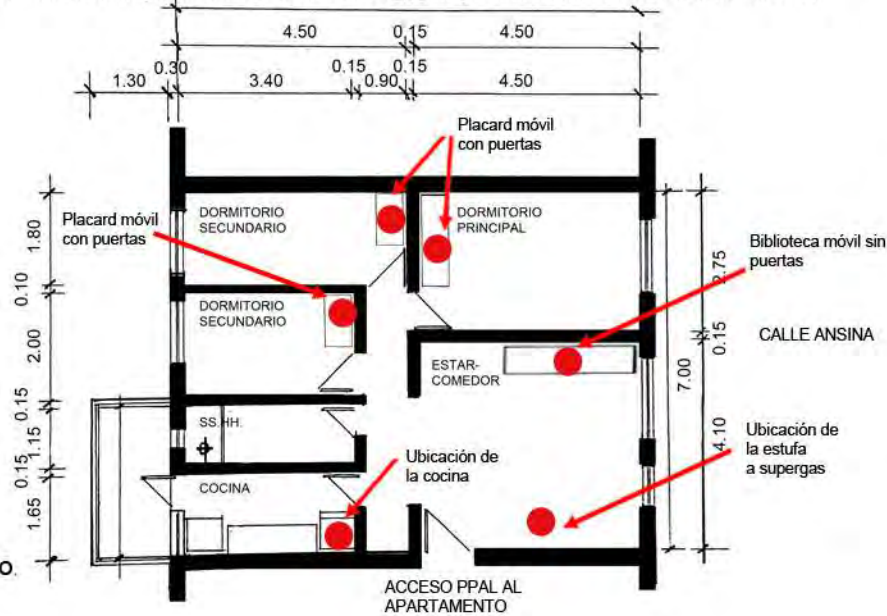 4.50 0.15 4.50
0.30 0.15 0.15
1.30 3.40 0.90 4.50
Placard móvil
con puertas
Placard móvil
con puertas
DORMITORIO
SECUNDARIO
DORMITORIO
PRINCIPAL
Biblioteca móvil sin
puertas
DORMITORIO
SECUNDARIO
CALLE ANSINA
ESTAR-
COMEDOR
SS.HH.
Ubicación de
la cocina
Ubicación de
la estufa
a supergas
COCINA
ACCESO PPAL AL
APARTAMENTO
1.80
0.10
2.00
0.15
1.15
0.15
1.65
2.75
0.15
7.00
4.10
O.